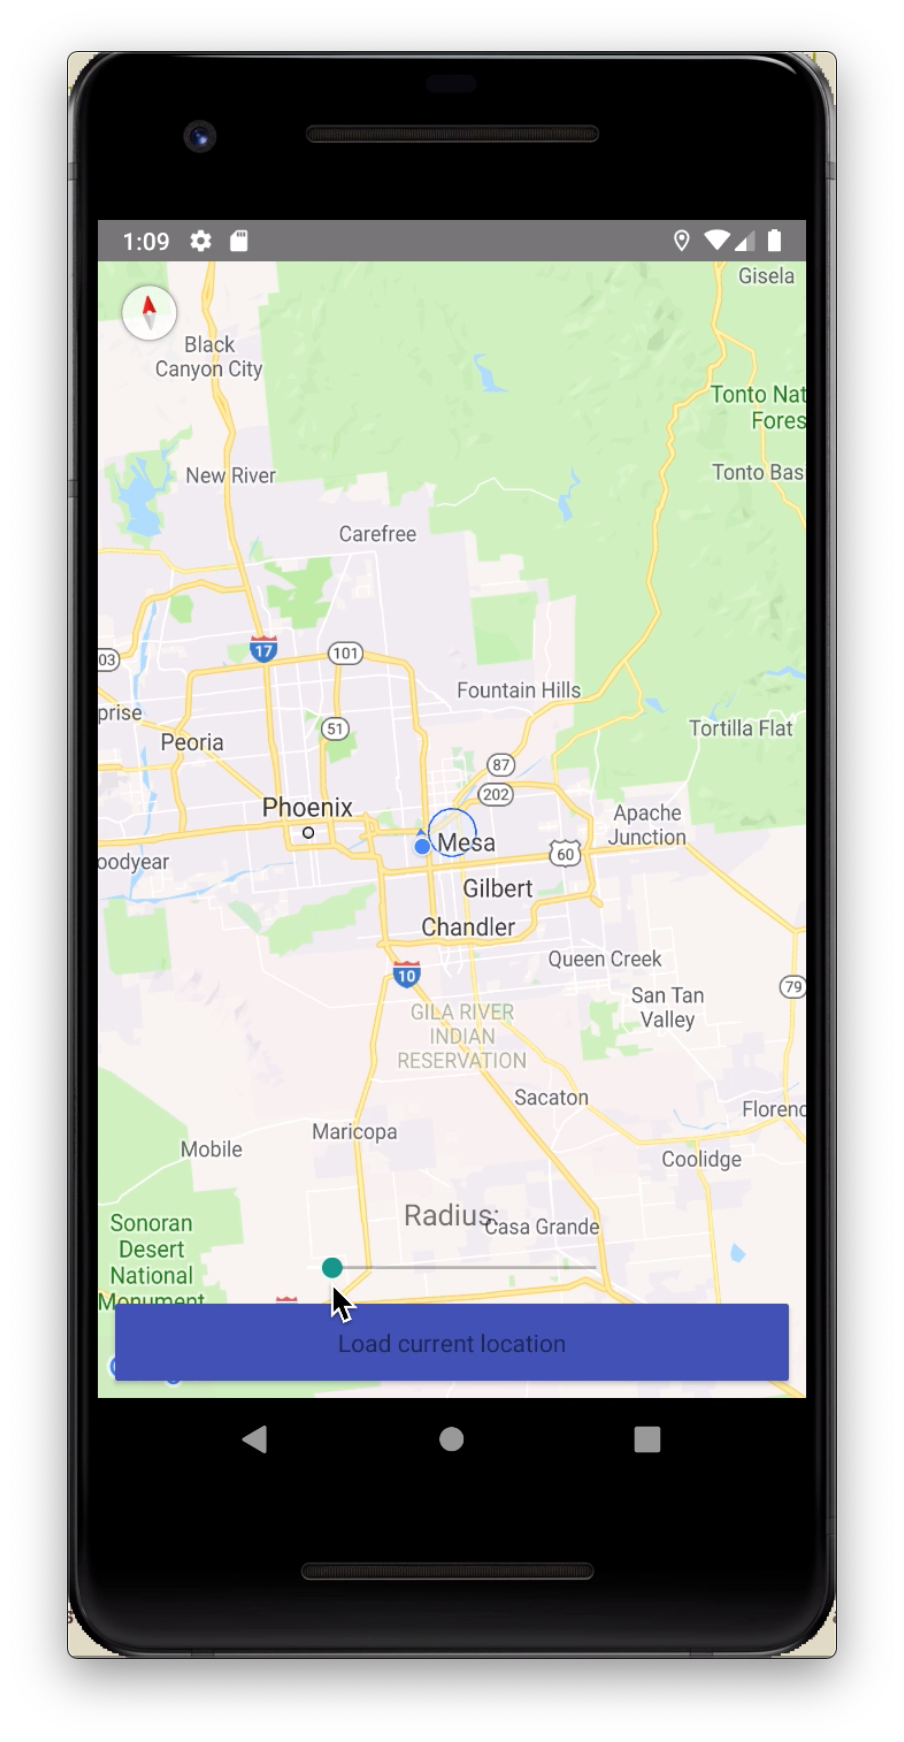 1:09
Gisela
Black
Canyon City
Tonto Nat
Fores
New River
Tonto Bas
Carefree
17
101
03
Fountain Hills
prise
51
Tortilla Flat
Peoria
87
202
Phoenix
Apache
Junction
Mesa
60
oodyear
Gilbert
Chandler
Queen Creek
10
79
San Tan
Valley
GILA RIVER
INDIAN
RESERVATION
Sacaton
Florenc
Maricopa
Mobile
Coolidge
Radius:
Casa Grande
Sonoran
Desert
National
Monument
Load current location